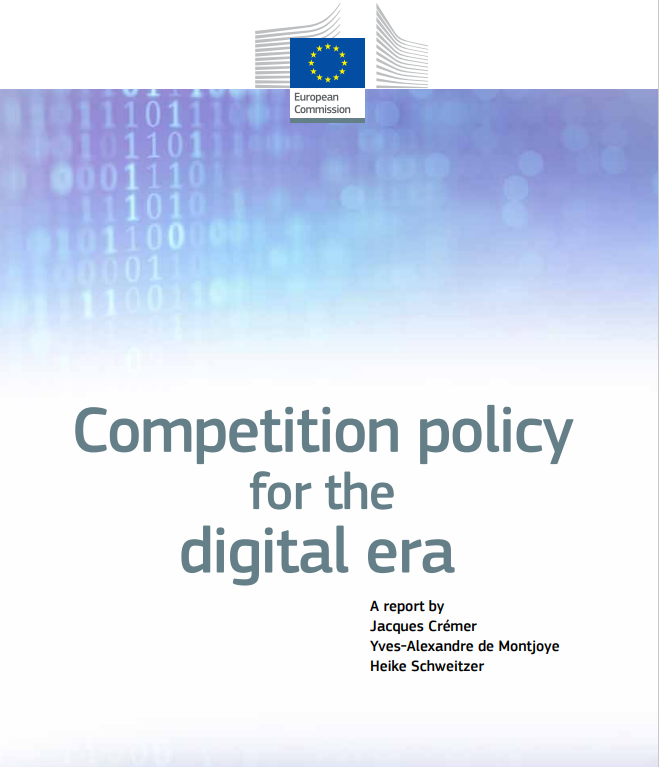 European
Commission
Competition policy
for the
digital era
A report by
Jacques Crémer
Yves-Alexandre de Montjoye
Heike Schweitzer